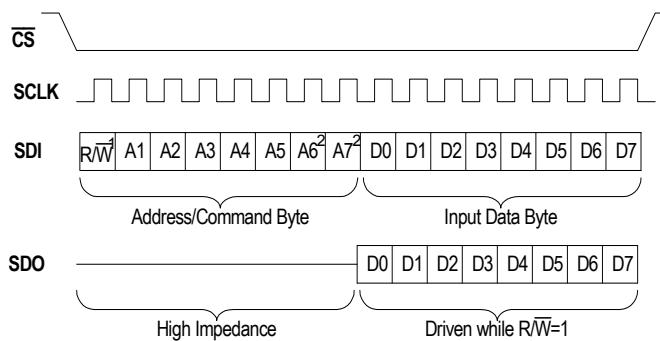 CS
SCLK
SDI R/W¹ A1 A2 A3 A4 A5 A6² A7² D0 D1 D2 D3 D4 D5 D6 D7
Address/Command Byte Input Data Byte
SDO D0 D1 D2 D3 D4 D5 D6 D7
High Impedance Driven while R/W=1